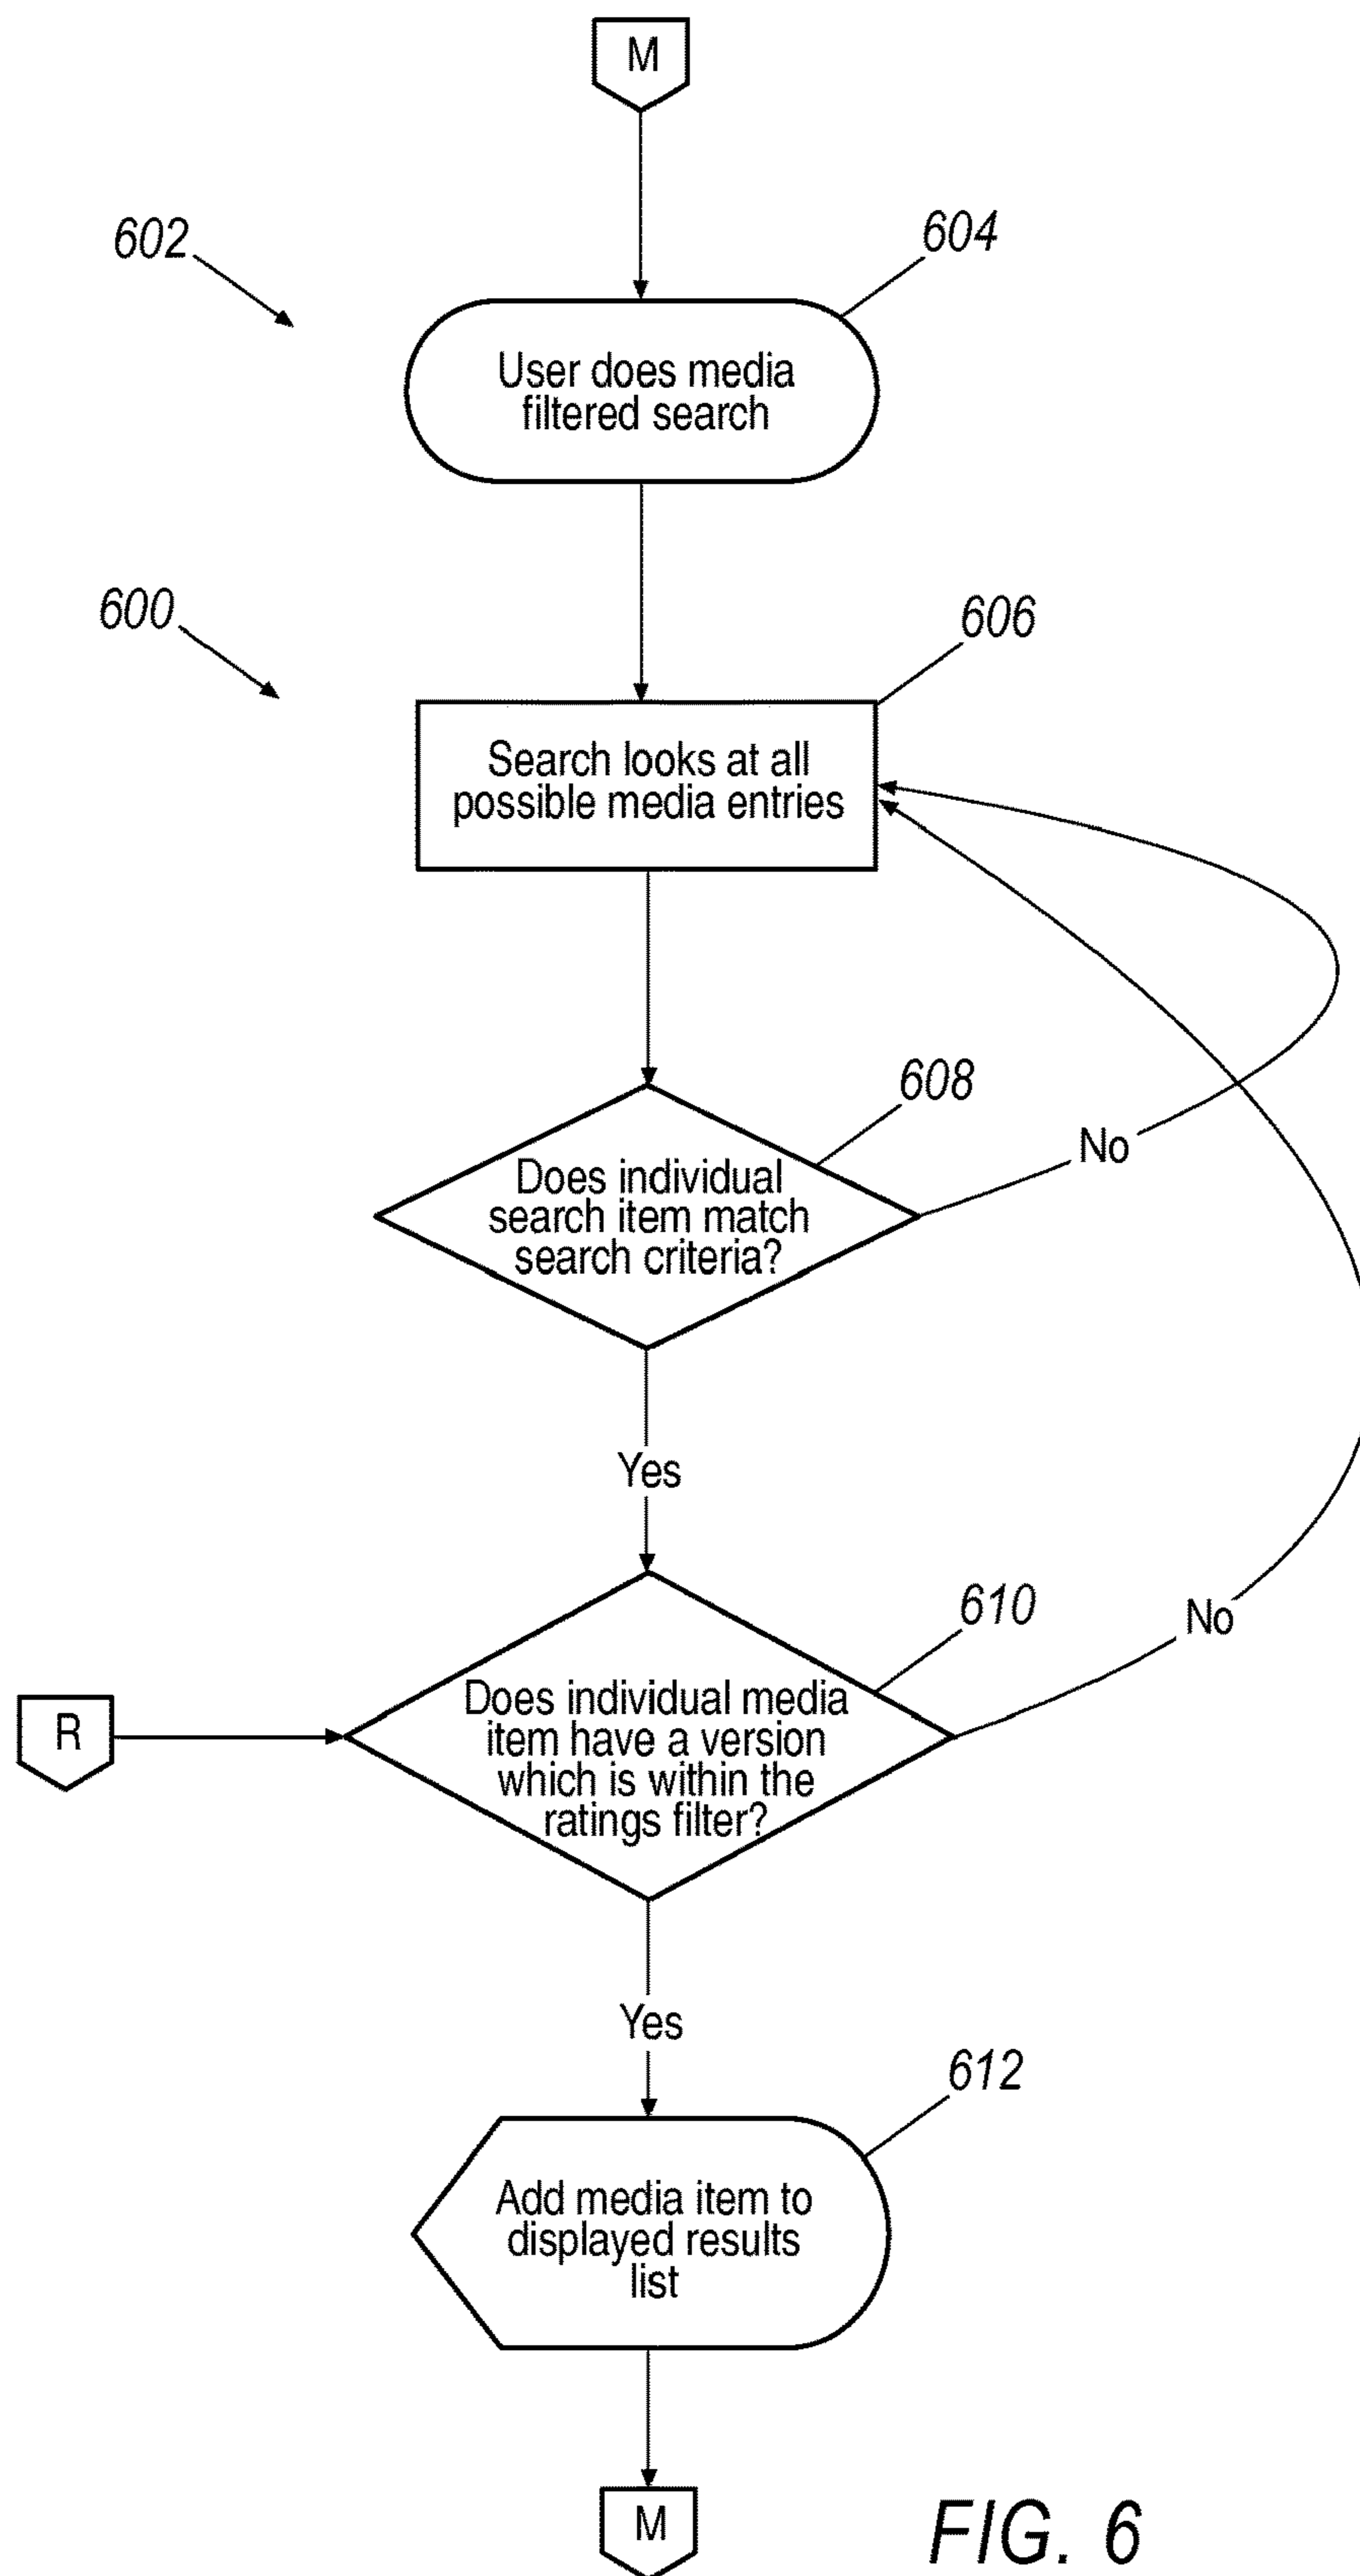 M
602
604
User does media
filtered search
600
606
Search looks at all
possible media entries
608
Does individual
search item match
search criteria?
No
Yes
610
Does individual media
item have a version
which is within the
ratings filter?
No
R
Yes
612
Add media item to
displayed results
list
M
FIG. 6